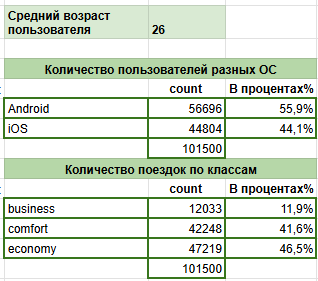 Средний возраст пользователя 26
Количество пользователей разных ОС
count В процентах%
Android 56696 55,9%
iOS 44804 44,1%
101500
Количество поездок по классам
count В процентах%
business 12033 11,9%
comfort 42248 41,6%
economy 47219 46,5%
101500